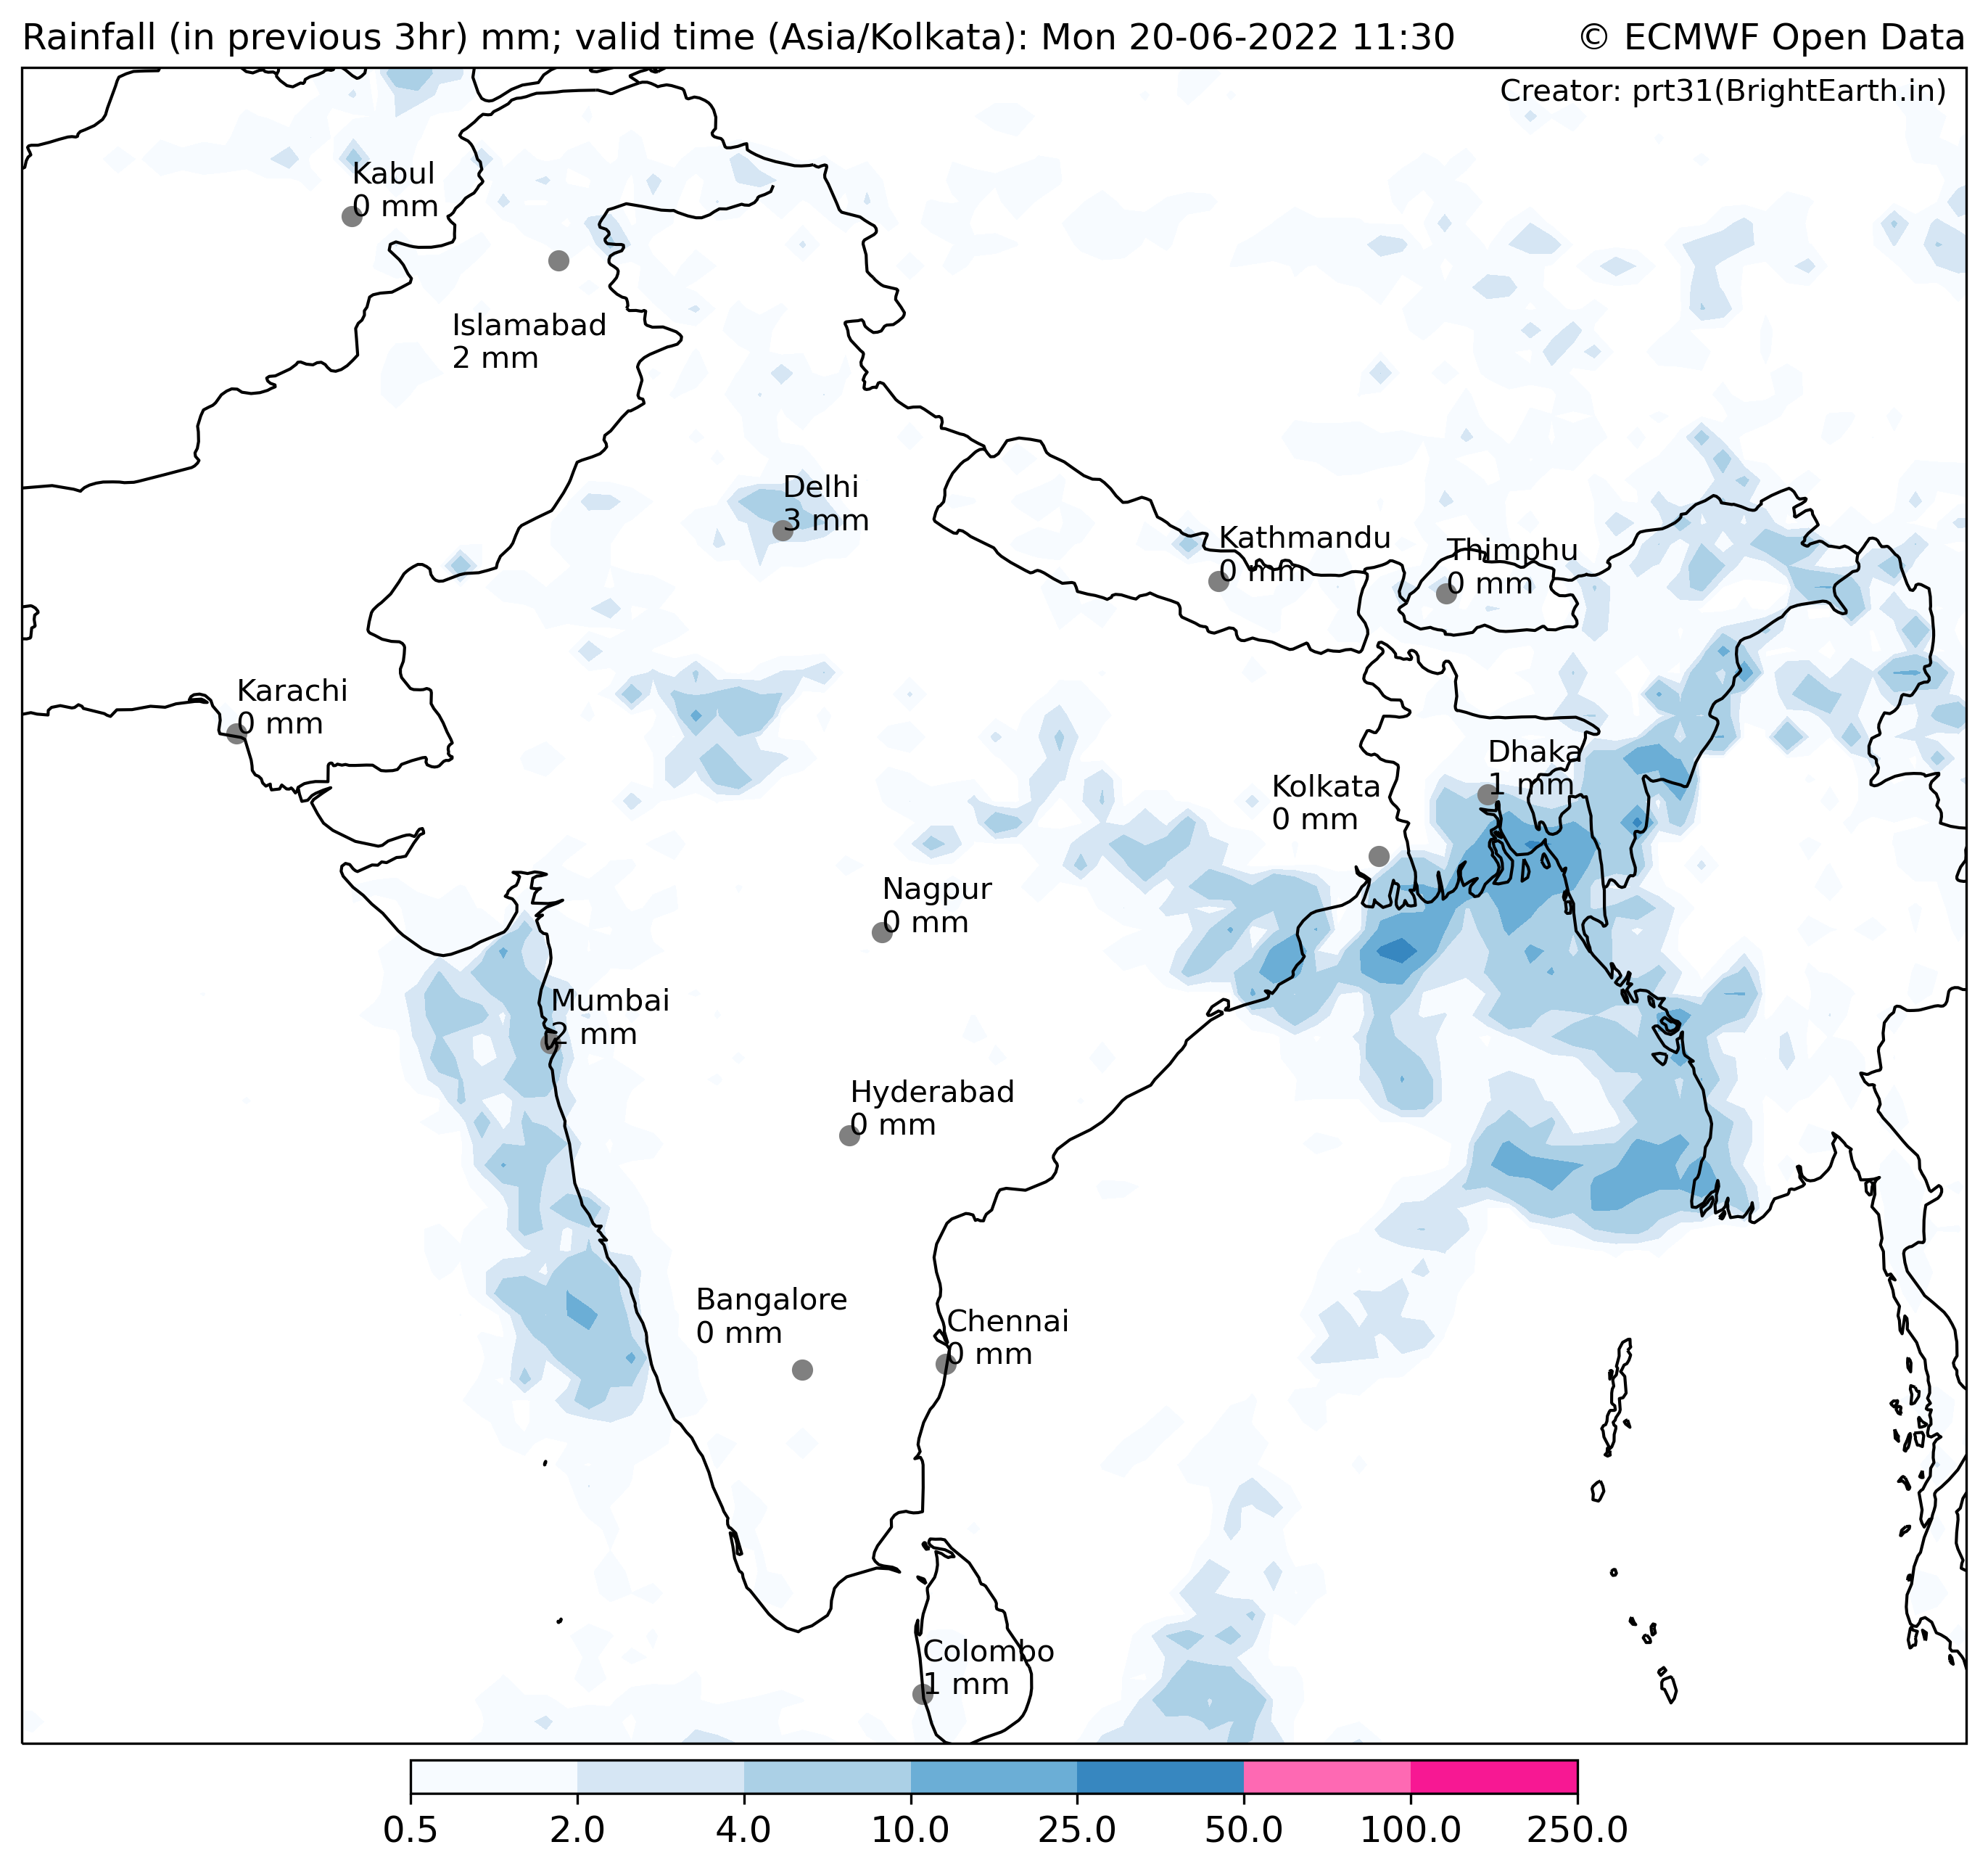 Rainfall (in previous 3hr) mm; valid time (Asia/Kolkata): Mon 20-06-2022 11:30
© ECMWF Open Data
Creator: prt31(BrightEarth.in)
Kabul
0 mm
Islamabad
2 mm
Delhi
3 mm
Kathmandu
0 mm
Thimphu
0 mm
Karachi
0 mm
Dhaka
1 mm
Kolkata
0 mm
Nagpur
0 mm
Mumbai
2 mm
Hyderabad
0 mm
Bangalore
0 mm
Chennai
0 mm
Colombo
1 mm
0.5 2.0 4.0 10.0 25.0 50.0 100.0 250.0